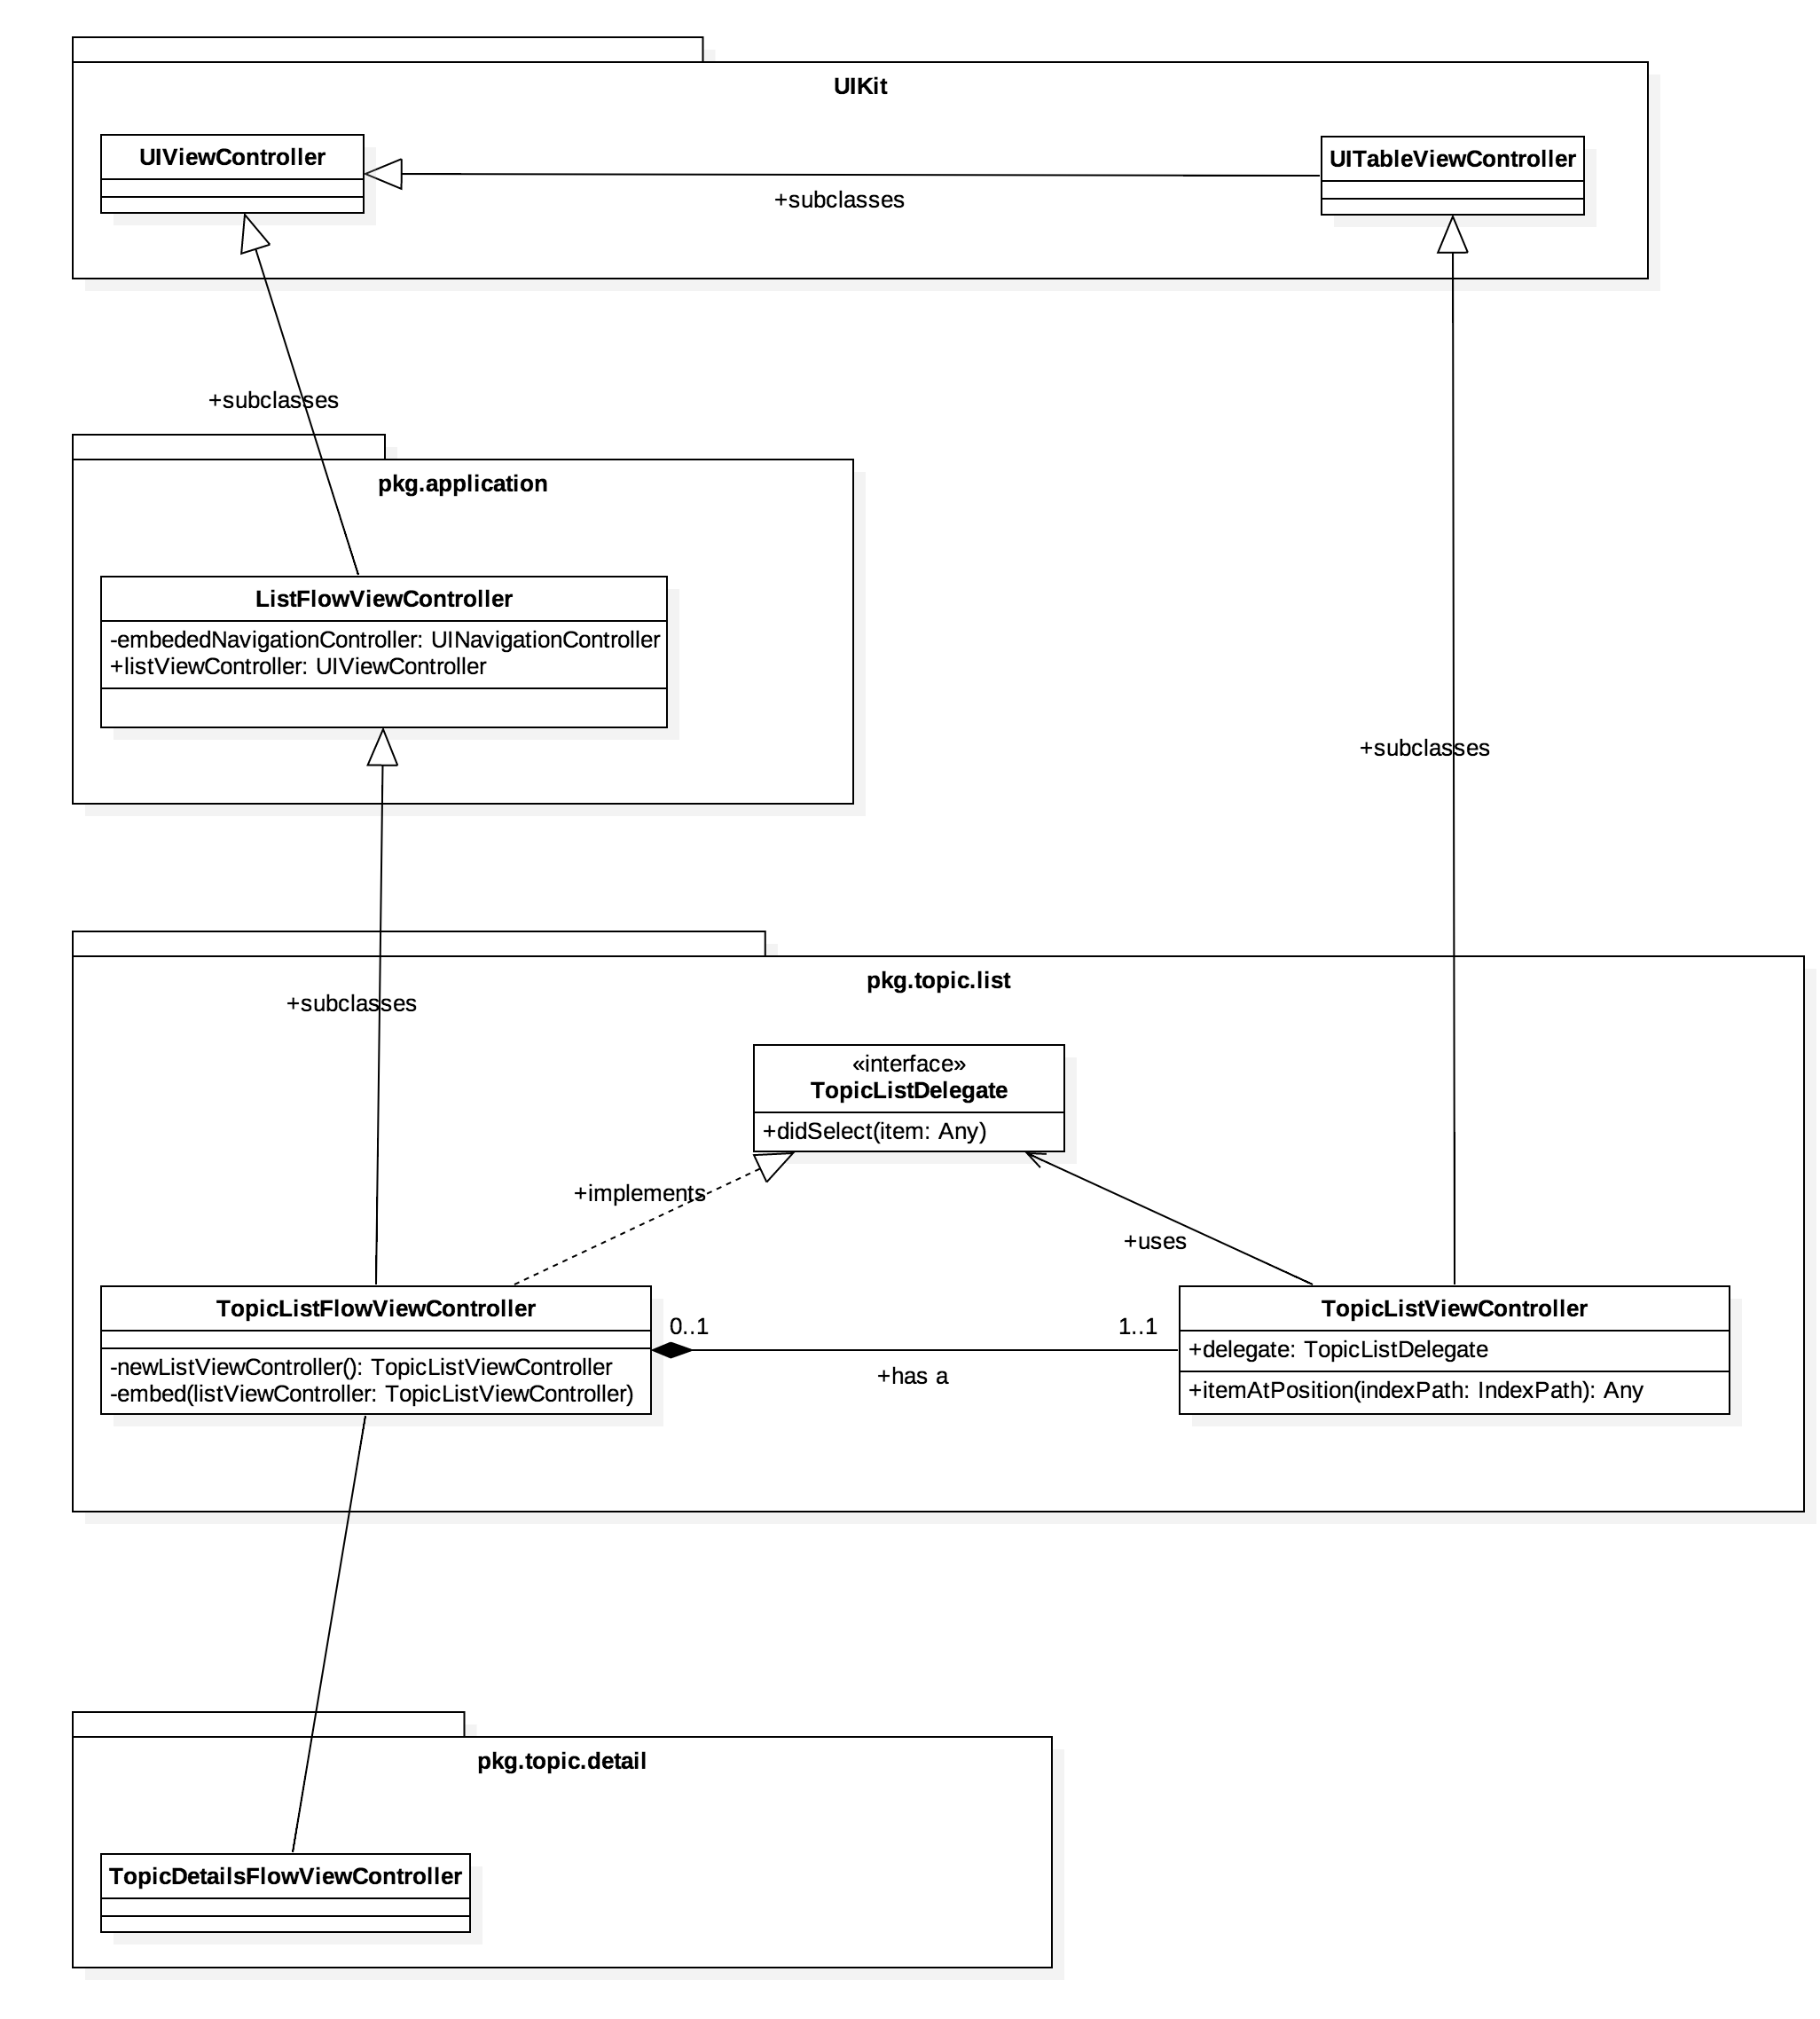 UIKit
UIViewController
UITableViewController
+subclasses
+subclasses
pkg.application
ListFlowViewController
-embededNavigationController: UINavigationController
+listViewController: UIViewController
+subclasses
pkg.topic.list
+subclasses
«interface»
TopicListDelegate
+didSelect(item: Any)
+implements
+uses
TopicListFlowViewController
-newListViewController(): TopicListViewController
-embed(listViewController: TopicListViewController)
0..1
1..1
+has a
TopicListViewController
+delegate: TopicListDelegate
+itemAtPosition(indexPath: IndexPath): Any
pkg.topic.detail
TopicDetailsFlowViewController